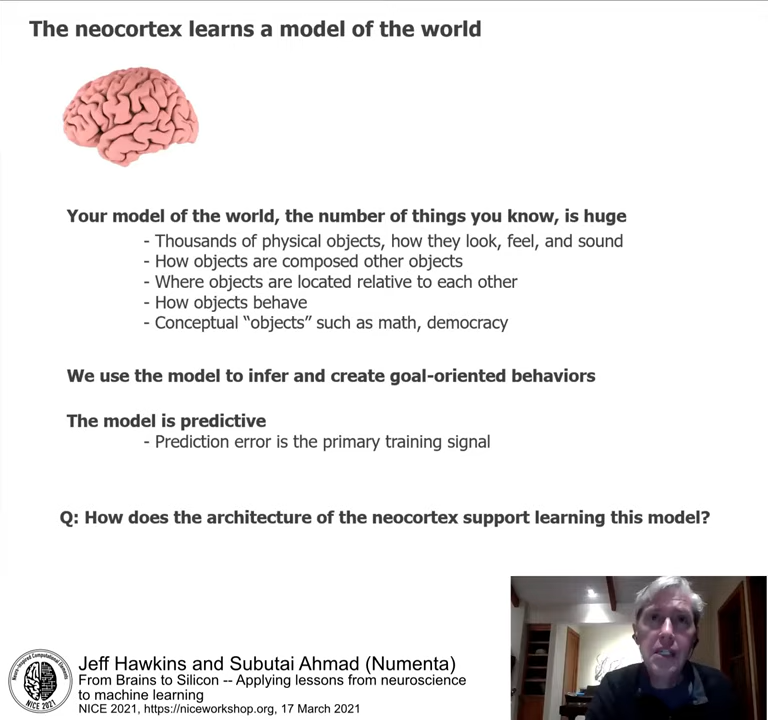 The neocortex learns a model of the world
Your model of the world, the number of things you know, is huge
- Thousands of physical objects, how they look, feel, and sound
- How objects are composed other objects
- Where objects are located relative to each other
- How objects behave
- Conceptual “objects” such as math, democracy
We use the model to infer and create goal-oriented behaviors
The model is predictive
- Prediction error is the primary training signal
Q: How does the architecture of the neocortex support learning this model?
Jeff Hawkins and Subutai Ahmad (Numenta)
From Brains to Silicon -- Applying lessons from neuroscience
to machine learning
NICE 2021, https://niceworkshop.org, 17 March 2021
NICE 2021